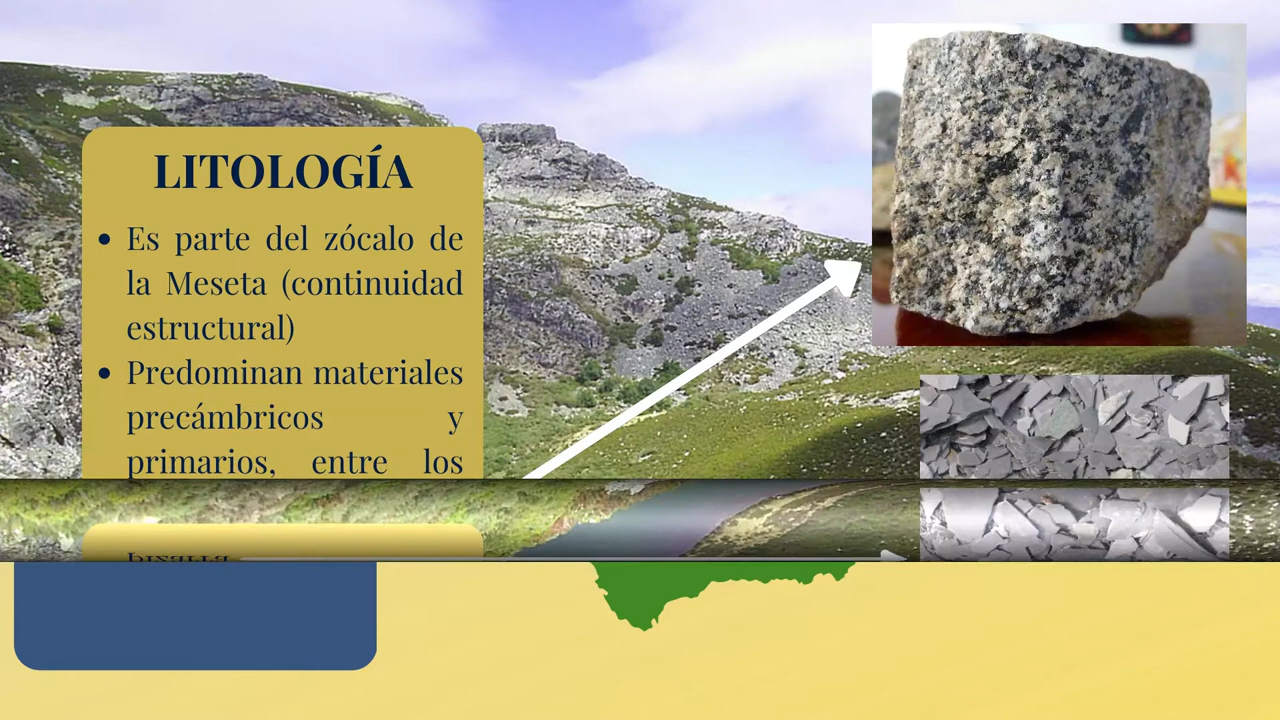 LITOLOGÍA
• Es parte del zócalo de
la Meseta (continuidad
estructural)
• Predominan materiales
precámbricos y
primarios, entre los